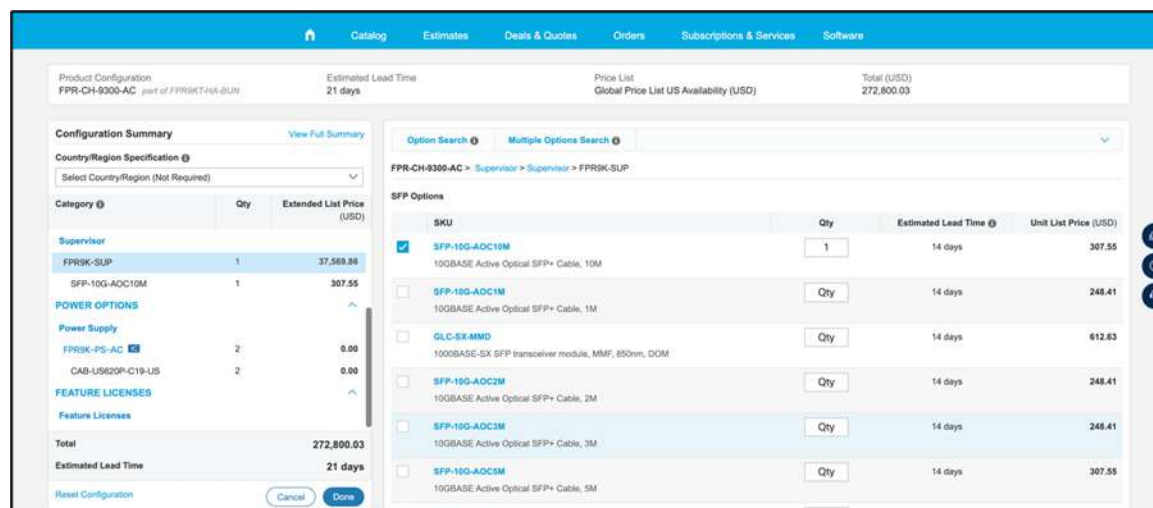 Catalog Estimates Deals & Quotes Orders Subscriptions & Services Software
Product Configuration Estimated Lead Time Price List Total (USD)
FPR-CH-9300-AC part of FPR9KT-HA-BUN 21 days Global Price List US Availability (USD) 272,800.03
Configuration Summary View Full Summary
Country/Region Specification
Select Country/Region (Not Required)
Category Qty Extended List Price
(USD)
Supervisor
FPR9K-SUP 1 37,569.86
SFP-10G-AOC10M 1 307.55
POWER OPTIONS
Power Supply
FPR9K-PS-AC 2 0.00
CAB-US620P-C19-US 2 0.00
FEATURE LICENSES
Feature Licenses
Total 272,800.03
Estimated Lead Time 21 days
Reset Configuration Cancel Done
Option Search Multiple Options Search
FPR-CH-9300-AC > Supervisor > Supervisor > FPR9K-SUP
SFP Options
SKU Qty Estimated Lead Time Unit List Price (USD)
SFP-10G-AOC10M 1 14 days 307.55
10GBASE Active Optical SFP+ Cable, 10M
SFP-10G-AOC1M Qty 14 days 248.41
10GBASE Active Optical SFP+ Cable, 1M
GLC-SX-MMD Qty 14 days 612.63
1000BASE-SX SFP transceiver module, MMF, 850nm, DOM
SFP-10G-AOC2M Qty 14 days 248.41
10GBASE Active Optical SFP+ Cable, 2M
SFP-10G-AOC3M Qty 14 days 248.41
10GBASE Active Optical SFP+ Cable, 3M
SFP-10G-AOC5M Qty 14 days 307.55
10GBASE Active Optical SFP+ Cable, 5M